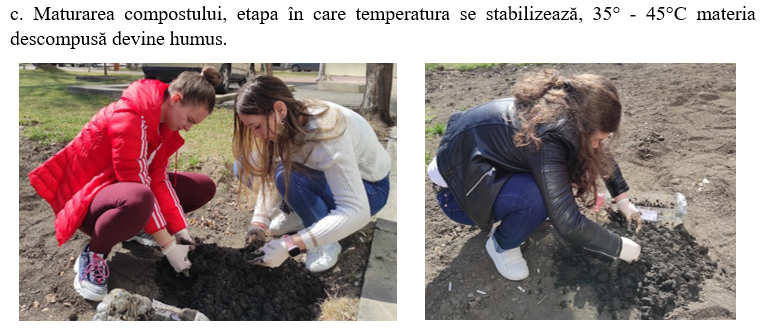 c. Maturarea compostului, etapa în care temperatura se stabilizează, 35° - 45°C materia
descompusă devine humus.